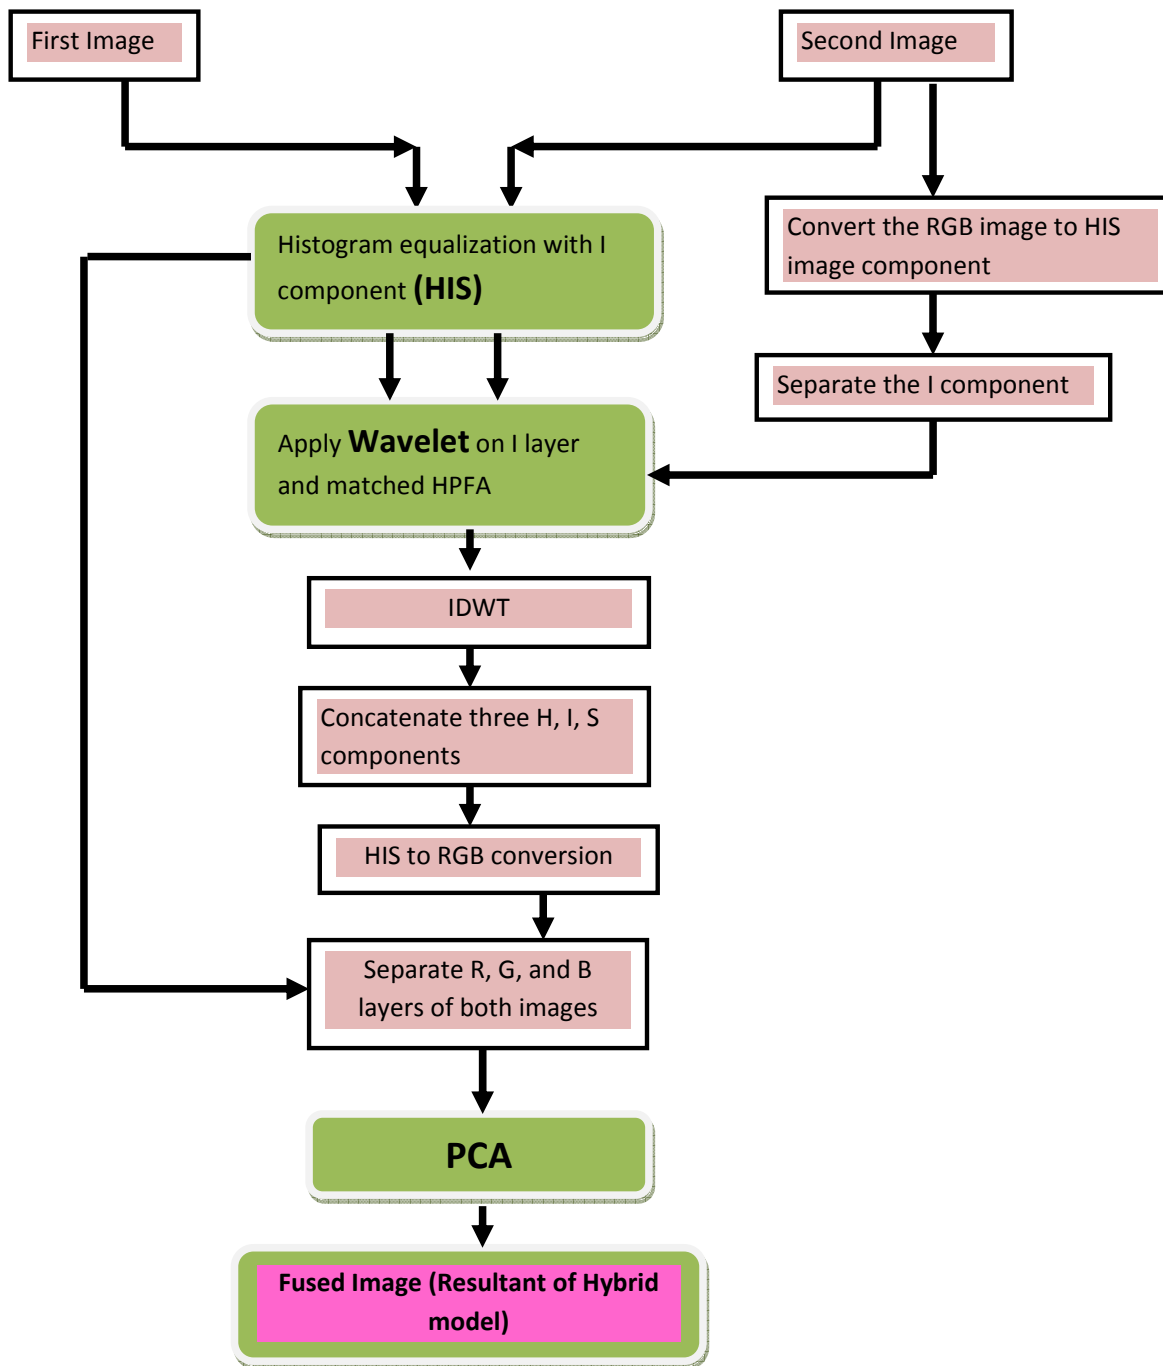 First Image
Second Image
Histogram equalization with I
component (HIS)
Convert the RGB image to HIS
image component
Separate the I component
Apply Wavelet on I layer
and matched HPFA
IDWT
Concatenate three H, I, S
components
HIS to RGB conversion
Separate R, G, and B
layers of both images
PCA
Fused Image (Resultant of Hybrid
model)